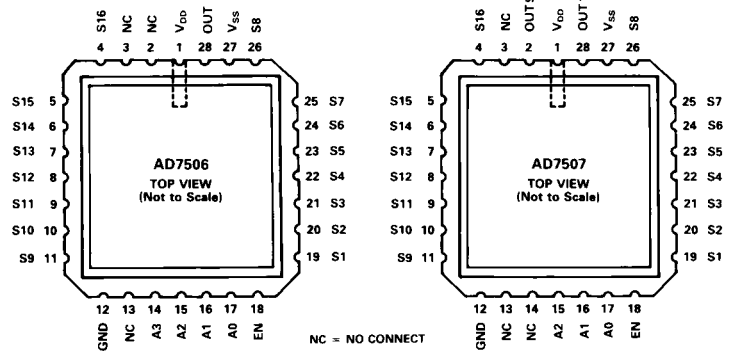 S16 NC NC VDD OUT VSS S8
4 3 2 1 28 27 26
S15 5
S14 6
S13 7
S12 8
S11 9
S10 10
S9 11
AD7506
TOP VIEW
(Not to Scale)
25 S7
24 S6
23 S5
22 S4
21 S3
20 S2
19 S1
12 13 14 15 16 17 18
GND NC A3 A2 A1 A0 EN
S16 NC OUT VDD OUT VSS S8
4 3 2 1 28 27 26
S15 5
S14 6
S13 7
S12 8
S11 9
S10 10
S9 11
AD7507
TOP VIEW
(Not to Scale)
25 S7
24 S6
23 S5
22 S4
21 S3
20 S2
19 S1
12 13 14 15 16 17 18
GND NC NC A2 A1 A0 EN
NC = NO CONNECT